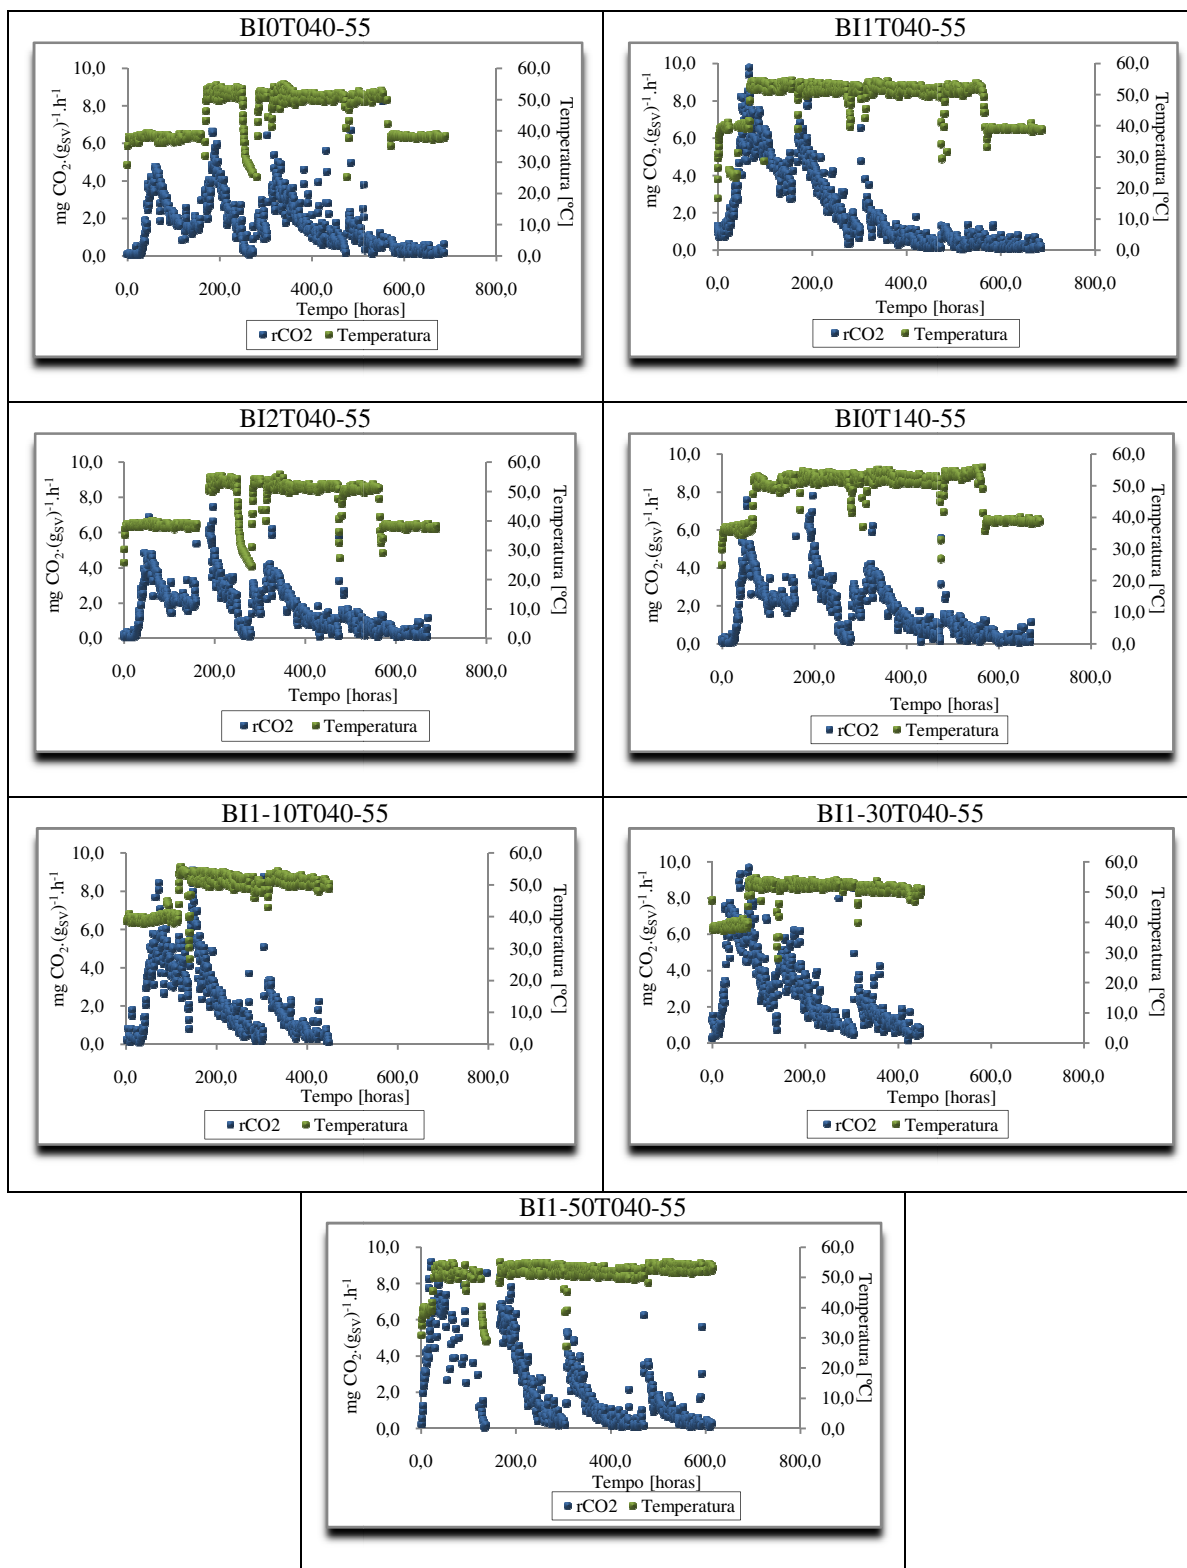 BI0T040-55
10,0
8,0
6,0
4,0
2,0
0,0
mg CO2.(gSV)-1.h-1
60,0
50,0
40,0
30,0
20,0
10,0
0,0
Temperatura [ºC]
0,0 200,0 400,0 600,0 800,0
Tempo [horas]
rCO2 Temperatura
BI1T040-55
10,0
8,0
6,0
4,0
2,0
0,0
mg CO2.(gSV)-1.h-1
60,0
50,0
40,0
30,0
20,0
10,0
0,0
Temperatura [ºC]
0,0 200,0 400,0 600,0 800,0
Tempo [horas]
rCO2 Temperatura
BI2T040-55
10,0
8,0
6,0
4,0
2,0
0,0
mg CO2.(gSV)-1.h-1
60,0
50,0
40,0
30,0
20,0
10,0
0,0
Temperatura [ºC]
0,0 200,0 400,0 600,0 800,0
Tempo [horas]
rCO2 Temperatura
BI0T140-55
10,0
8,0
6,0
4,0
2,0
0,0
mg CO2.(gSV)-1.h-1
60,0
50,0
40,0
30,0
20,0
10,0
0,0
Temperatura [ºC]
0,0 200,0 400,0 600,0 800,0
Tempo [horas]
rCO2 Temperatura
BI1-10T040-55
10,0
8,0
6,0
4,0
2,0
0,0
mg CO2.(gSV)-1.h-1
60,0
50,0
40,0
30,0
20,0
10,0
0,0
Temperatura [ºC]
0,0 200,0 400,0 600,0 800,0
Tempo [horas]
rCO2 Temperatura
BI1-30T040-55
10,0
8,0
6,0
4,0
2,0
0,0
mg CO2.(gSV)-1.h-1
60,0
50,0
40,0
30,0
20,0
10,0
0,0
Temperatura [ºC]
0,0 200,0 400,0 600,0 800,0
Tempo [horas]
rCO2 Temperatura
BI1-50T040-55
10,0
8,0
6,0
4,0
2,0
0,0
mg CO2.(gSV)-1.h-1
60,0
50,0
40,0
30,0
20,0
10,0
0,0
Temperatura [ºC]
0,0 200,0 400,0 600,0 800,0
Tempo [horas]
rCO2 Temperatura